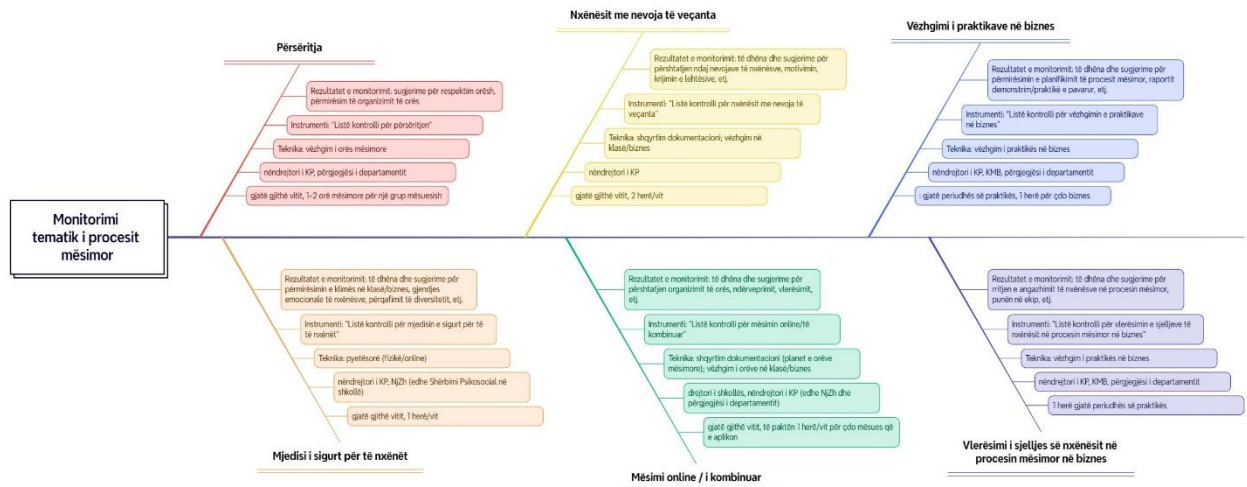 Monitorimi
tematik i procesit
mësimor
Përsëritja
Rezultatet e monitorimit: sugjerime për respektim orësh,
përmirësim të organizimit të orës
Instrumenti: "Listë kontrolli për përsëritjen"
Teknika: vëzhgim i orës mësimore
nëndrejtori i KP, përgjegjësi i departamentit
gjatë gjithë vitit, 1-2 orë mësimore për një grup mësuesish
Nxënësit me nevoja të veçanta
Rezultatet e monitorimit: të dhëna dhe sugjerime për
përshtatjen ndaj nevojave të nxënësve, motivimin,
krijimin e lehtësive, etj.
Instrumenti: "Listë kontrolli për nxënësit me nevoja të
veçanta"
Teknika: shqyrtim dokumentacioni; vëzhgim në
klasë/biznes
nëndrejtori i KP
gjatë gjithë vitit, 2 herë/vit
Vëzhgimi i praktikave në biznes
Rezultatet e monitorimit: të dhëna dhe sugjerime për
përmirësimin e planifikimit të procesit mësimor, raportit
demonstrim/praktikë e pavarur, etj.
Instrumenti: "Listë kontrolli për vëzhgimin e praktikave
në biznes"
Teknika: vëzhgim i praktikës në biznes
nëndrejtori i KP, KMB, përgjegjësi i departamentit
: gjatë periudhës së praktikës, 1 herë për çdo biznes
Rezultatet e monitorimit: të dhëna dhe sugjerime për
përmirësimin e klimës në klasë/biznes, gjendjes
emocionale të nxënësve, përqafimit të diversitetit, etj.
Instrumenti: "Listë kontrolli për mjedisin e sigurt për të
të nxënët"
Teknika: pyetësorë (fizikë/online)
nëndrejtori i KP, NjZh (edhe Shërbimi Psikosocial në
shkollë)
gjatë gjithë vitit, 1 herë/vit
Mjedisi i sigurt për të nxënët
Rezultatet e monitorimit: të dhëna dhe sugjerime për
përshtatjen organizimit të orës, ndërveprimit, vlerësimit,
etj.
Instrumenti: "Listë kontrolli për mësimin online/të
kombinuar"
Teknika: shqyrtim dokumentacioni (planet e orëve
mësimore); vëzhgim i orëve në klasë/biznes
drejtori i shkollës, nëndrejtori i KP (edhe NjZh dhe
përgjegjësi i departamentit)
gjatë gjithë vitit, të paktën 1 herë/vit për çdo mësues që
e aplikon
Mësimi online / i kombinuar
Rezultatet e monitorimit: të dhëna dhe sugjerime për
rritjen e angazhimit të nxënësve në procesin mësimor,
punën në ekip, etj.
Instrumenti: "Listë kontrolli për vlerësimin e sjelljeve të
nxënësit në procesin mësimor në biznes"
Teknika: vëzhgim i praktikës në biznes
nëndrejtori i KP, KMB, përgjegjësi i departamentit
1 herë gjatë periudhës së praktikës
Vlerësimi i sjelljes së nxënësit në
procesin mësimor në biznes